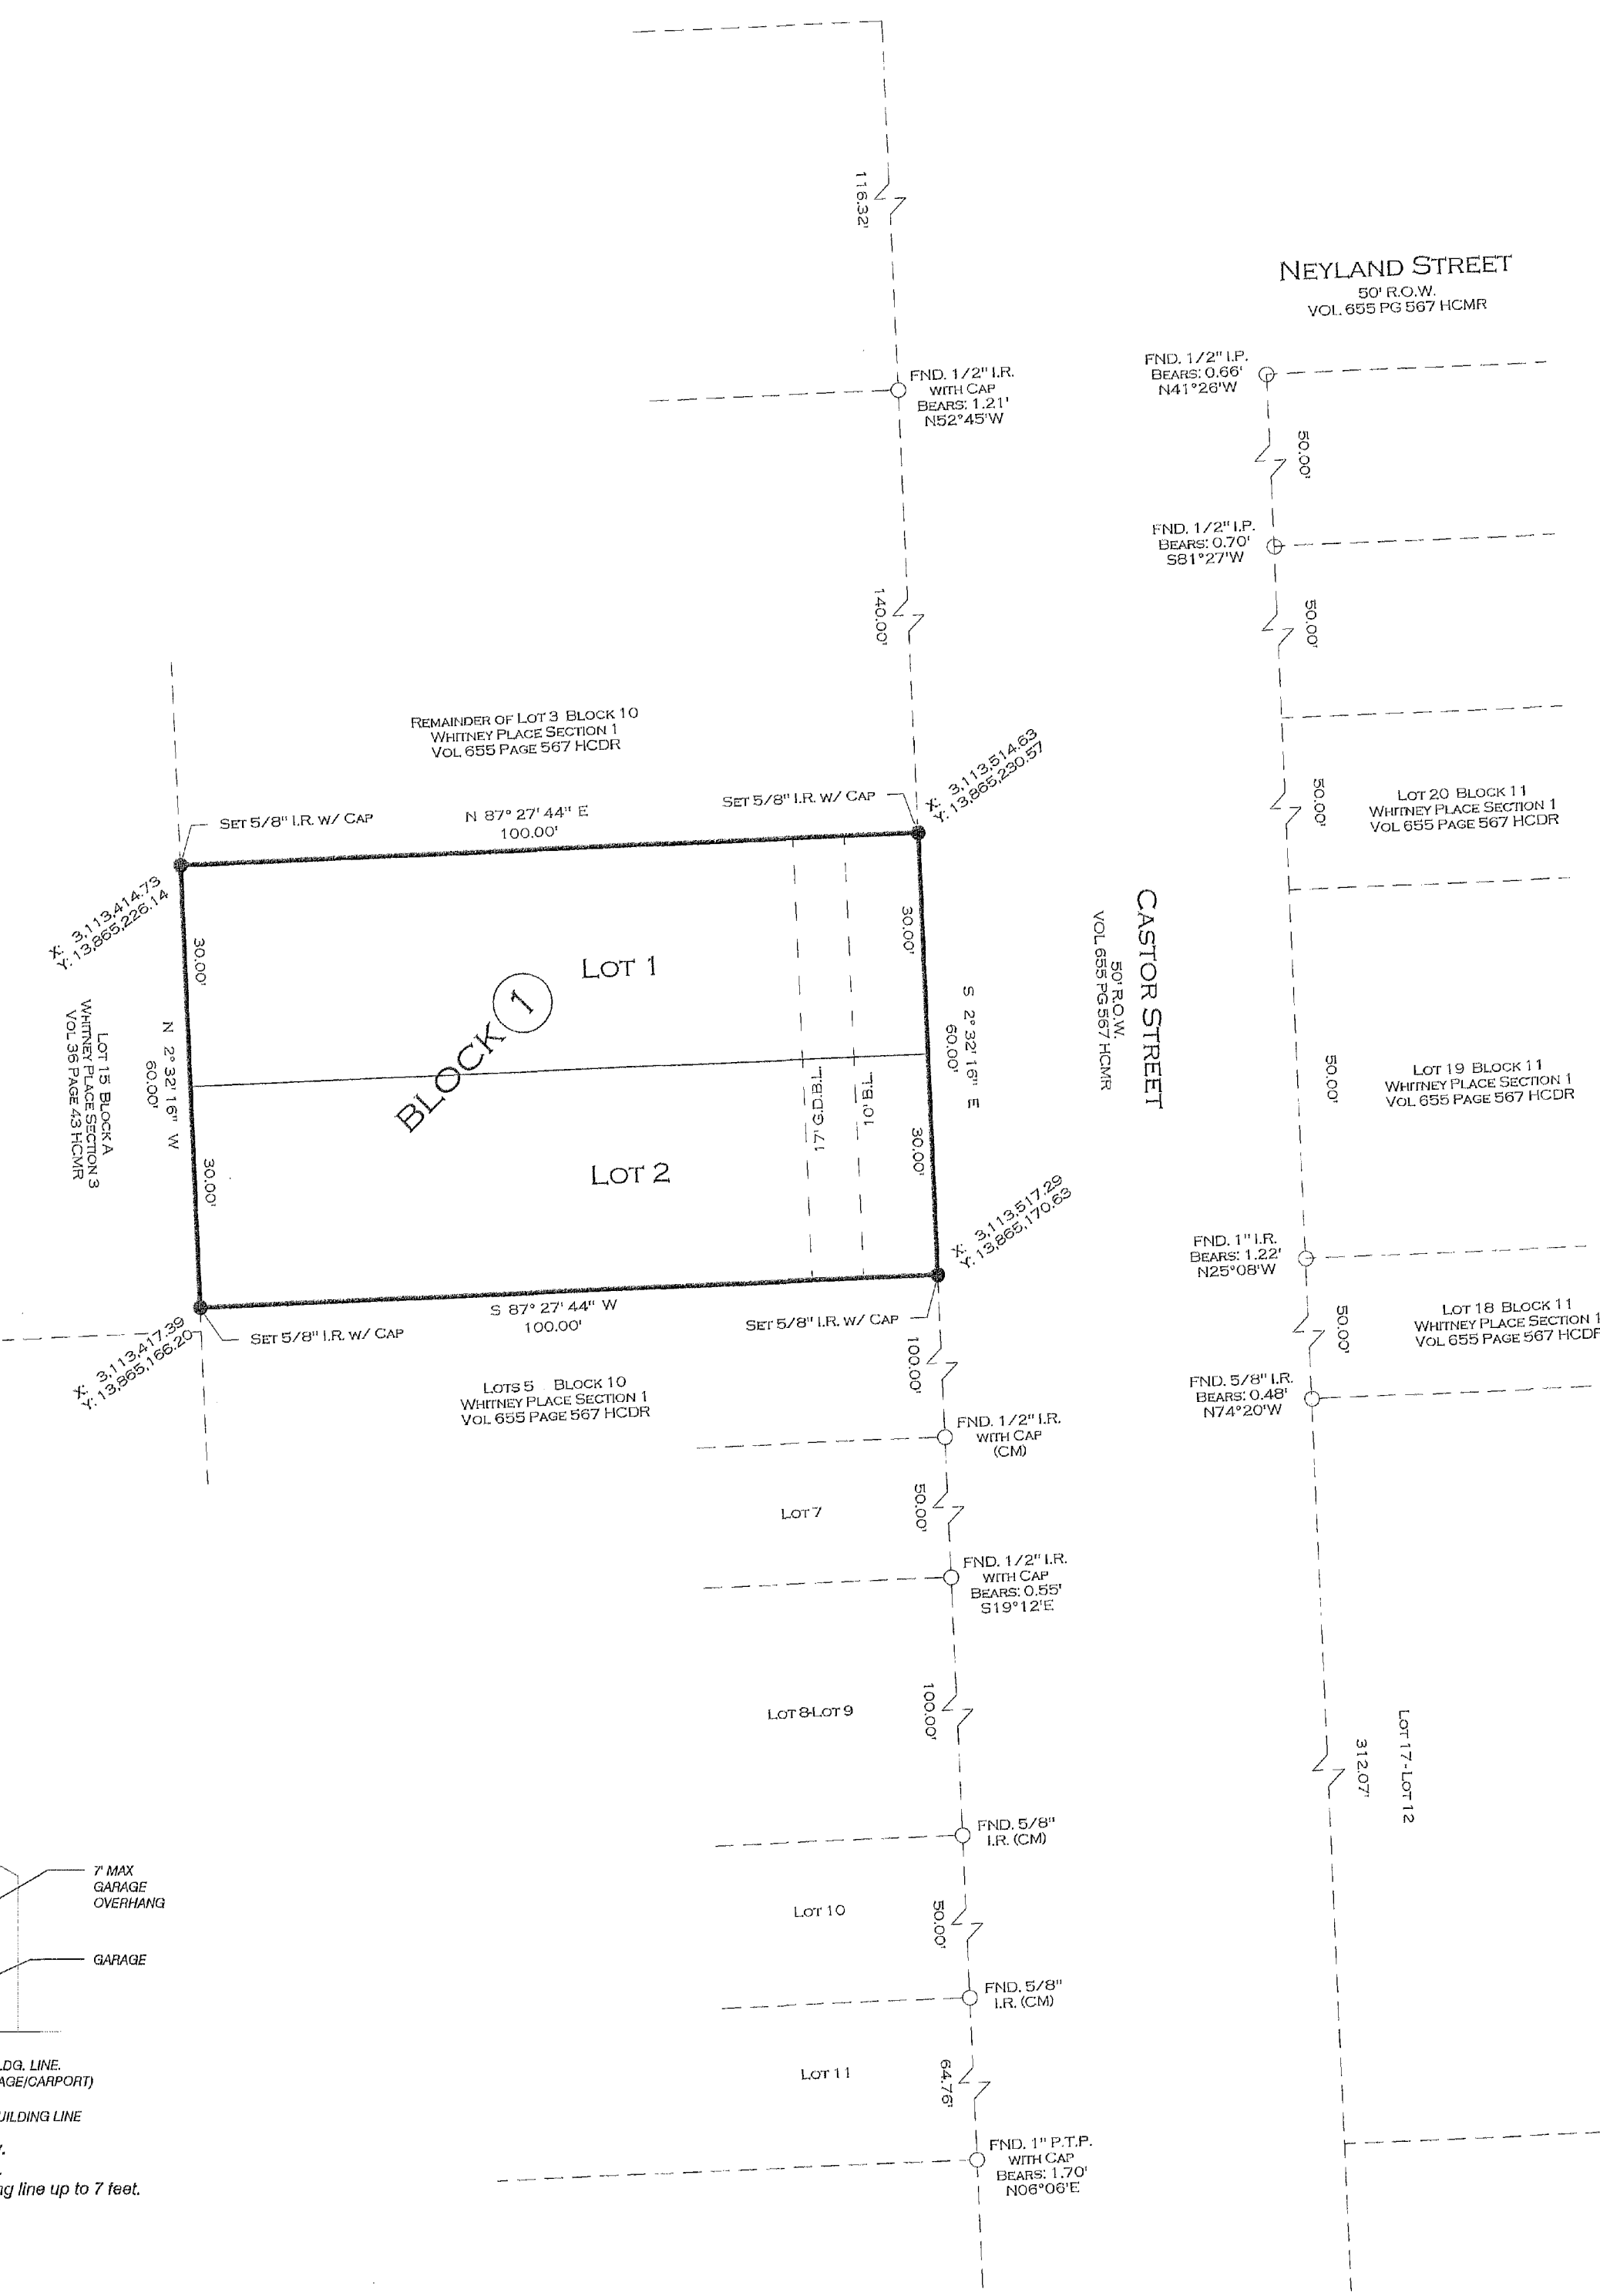 116.32'
NEYLAND STREET
50' R.O.W.
VOL. 655 PG 567 HCMR
FND. 1/2" I.R.
WITH CAP
BEARS: 1.21'
N52°45'W
FND. 1/2" I.P.
BEARS: 0.66'
N41°26'W
50.00'
FND. 1/2" I.P.
BEARS: 0.70'
S81°27'W
140.00'
50.00'
REMAINDER OF LOT 3 BLOCK 10
WHITNEY PLACE SECTION 1
VOL 655 PAGE 567 HCDR
X: 3,113,514.63
Y: 13,865,230.57
SET 5/8" I.R. W/ CAP
N 87° 27' 44" E
100.00'
SET 5/8" I.R. W/ CAP
50.00'
LOT 20 BLOCK 11
WHITNEY PLACE SECTION 1
VOL 655 PAGE 567 HCDR
X: 3,113,414.73
Y: 13,865,226.14
30.00'
LOT 1
30.00'
BLOCK 1
CASTOR STREET
50' R.O.W.
VOL 655 PG 567 HCMR
LOT 15 BLOCK A
WHITNEY PLACE SECTION 3
VOL 36 PAGE 43 HCMR
N 2° 32' 16" W
60.00'
S 2° 32' 16" E
60.00'
17' G.D.B.L.
10' B.L.
50.00'
LOT 19 BLOCK 11
WHITNEY PLACE SECTION 1
VOL 655 PAGE 567 HCDR
30.00'
LOT 2
30.00'
X: 3,113,517.29
Y: 13,865,170.63
FND. 1" I.R.
BEARS: 1.22'
N25°08'W
X: 3,113,417.39
Y: 13,865,166.20
SET 5/8" I.R. W/ CAP
S 87° 27' 44" W
100.00'
SET 5/8" I.R. W/ CAP
100.00'
50.00'
LOT 18 BLOCK 11
WHITNEY PLACE SECTION 1
VOL 655 PAGE 567 HCDR
LOTS 5 BLOCK 10
WHITNEY PLACE SECTION 1
VOL 655 PAGE 567 HCDR
FND. 5/8" I.R.
BEARS: 0.48'
N74°20'W
FND. 1/2" I.R.
WITH CAP
(CM)
LOT 7
50.00'
FND. 1/2" I.R.
WITH CAP
BEARS: 0.55'
S19°12'E
LOT 8-LOT 9
100.00'
312.07'
LOT 17 - LOT 12
FND. 5/8"
I.R. (CM)
7' MAX
GARAGE
OVERHANG
LOT 10
50.00'
GARAGE
FND. 5/8"
I.R. (CM)
LDG. LINE.
AGE/CARPORT)
LOT 11
64.76'
UILDING LINE
FND. 1" P.T.P.
WITH CAP
BEARS: 1.70'
N06°06'E
g line up to 7 feet.